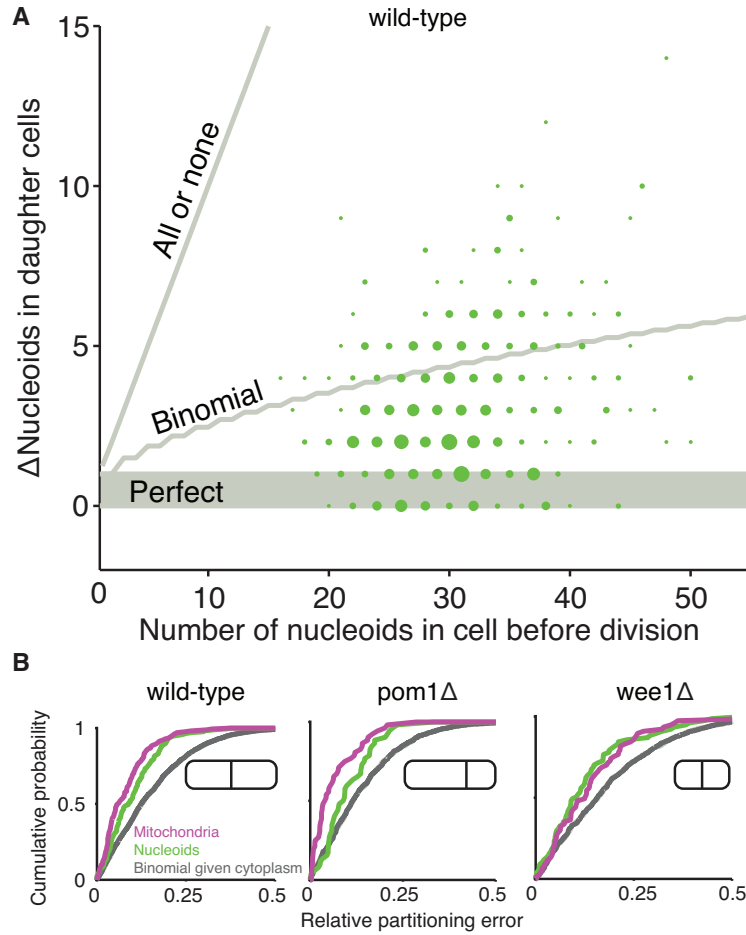 A
wild-type
15
10
5
0
ΔNucleoids in daughter cells
All or none
Binomial
Perfect
0 10 20 30 40 50
Number of nucleoids in cell before division
B
wild-type pom1Δ wee1Δ
Cumulative probability
1
0.5
0
Mitochondria
Nucleoids
Binomial given cytoplasm
0 0.25 0.5 0 0.25 0.5 0 0.25 0.5
Relative partitioning error